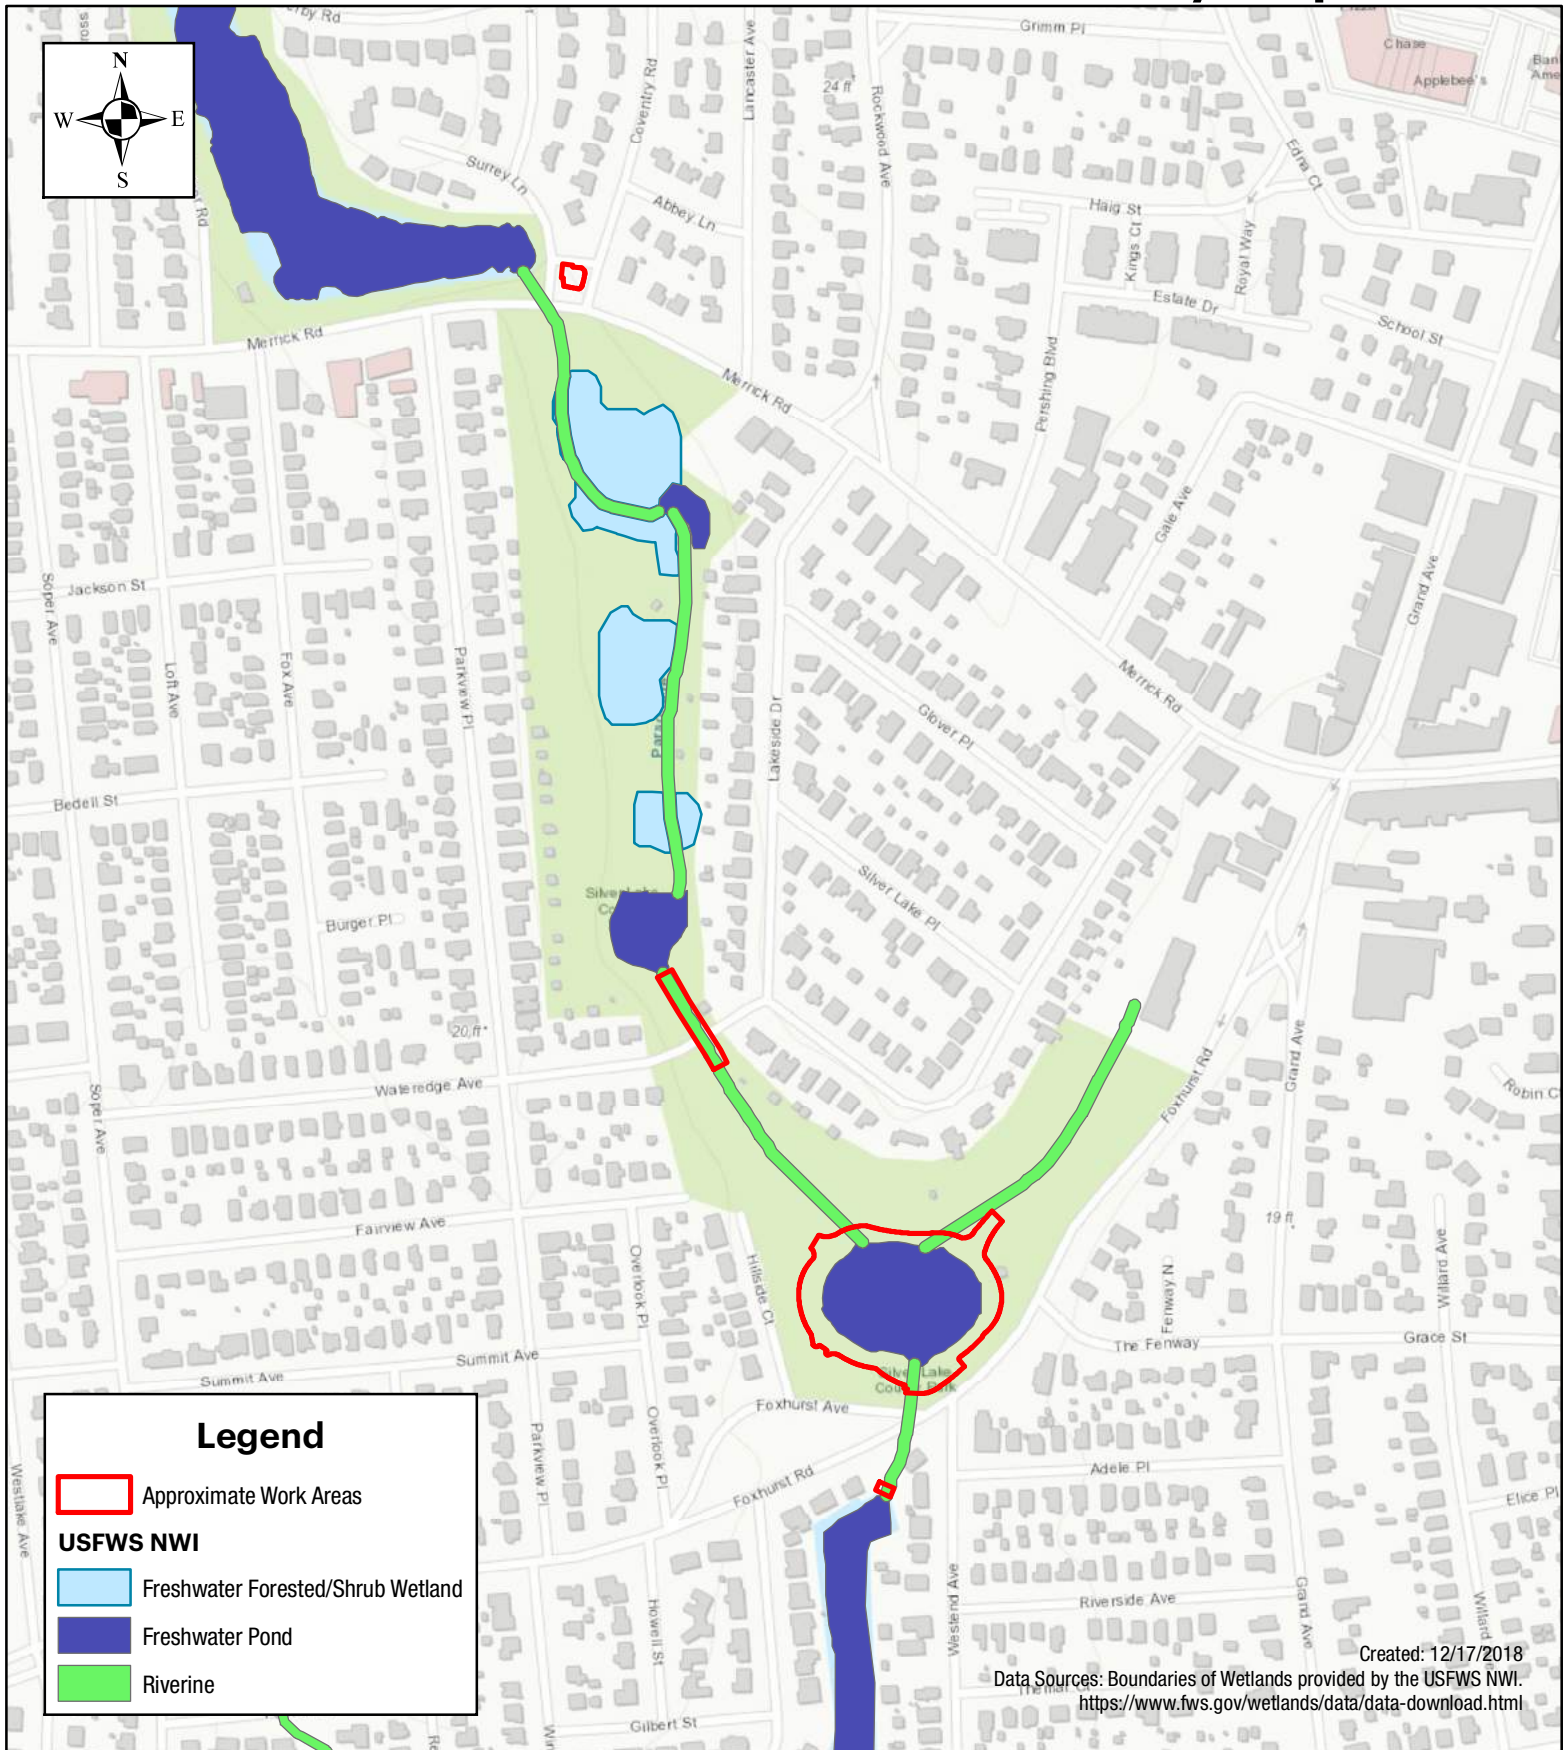 Grimm Pl
Chase
Applebee's
Lancaster Ave
Coventry Rd
24 ft
Rockwood Ave
N
W
E
S
Surrey Ln
Abbey Ln
Edna Ct
Haig St
Kings Ct
Royal Way
Estate Dr
School St
Merrick Rd
Merrick Rd
Pershing Blvd
Gale Ave
Grand Ave
Jackson St
Soper Ave
Loft Ave
Fox Ave
Parkview Pl
Lakeside Dr
Glover Pl
Merrick Rd
Bedell St
Silver Lake Pl
Burger Pl
20 ft
Wateredge Ave
Soper Ave
Foxhurst Rd
Grand Ave
Fairview Ave
Overlook Pl
Hillside Ct
19 ft
Fenway N
Willard Ave
The Fenway
Grace St
Summit Ave
Summit Ave
Silver Lake
County Park
Foxhurst Ave
Overlook Pl
Parkview Pl
Foxhurst Rd
Adele Pl
Elice Pl
Westlake Ave
Westend Ave
Riverside Ave
Grand Ave
Willard
Howell St
Gilbert St
Legend
Approximate Work Areas
USFWS NWI
Freshwater Forested/Shrub Wetland
Freshwater Pond
Riverine
Created: 12/17/2018
Data Sources: Boundaries of Wetlands provided by the USFWS NWI.
https://www.fws.gov/wetlands/data/data-download.html